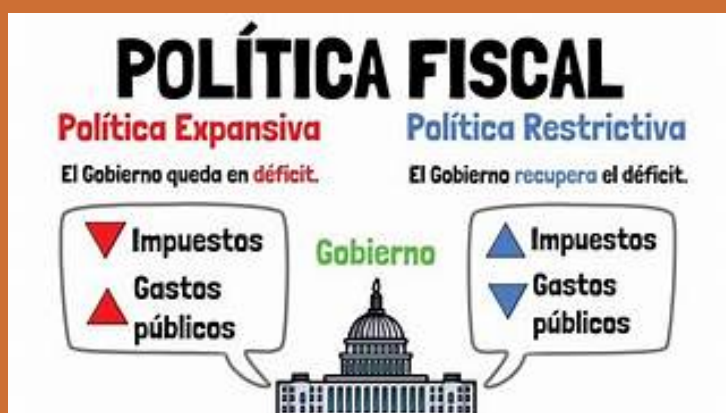 POLÍTICA FISCAL
Política Expansiva
El Gobierno queda en déficit.
Impuestos
Gastos
públicos
Gobierno
Política Restrictiva
El Gobierno recupera el déficit.
Impuestos
Gastos
públicos